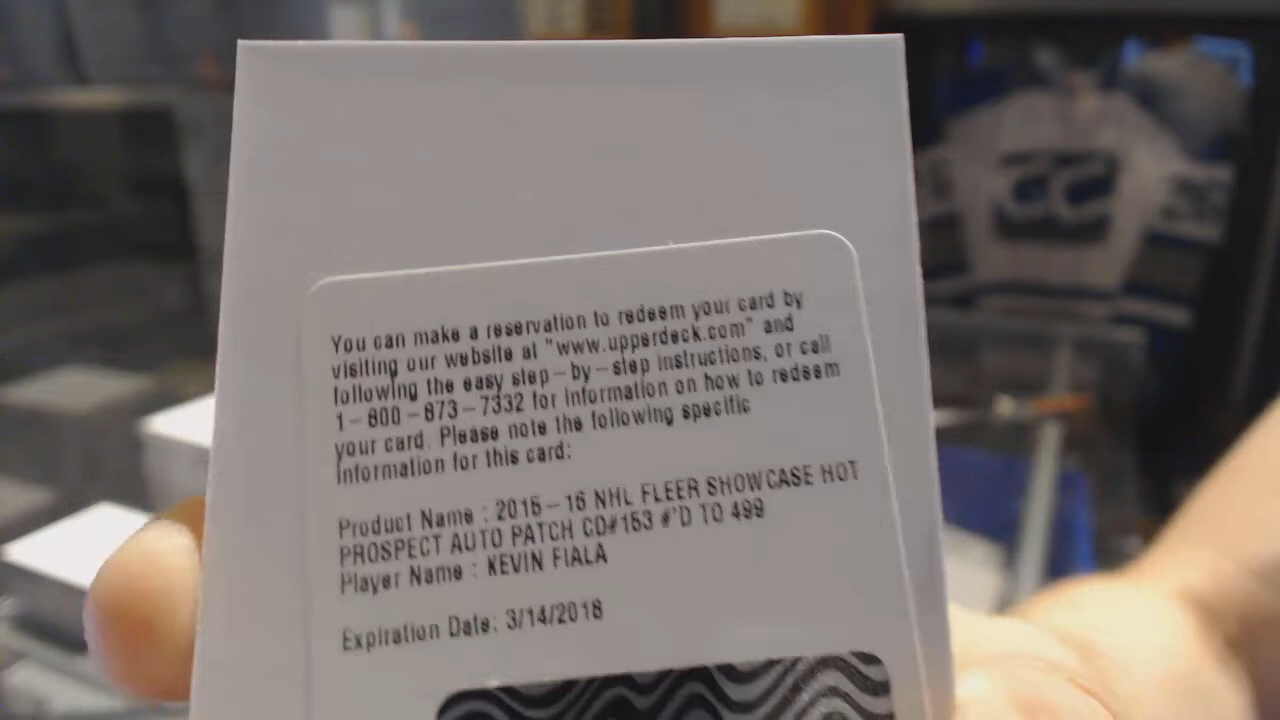 You can make a reservation to redeem your card by
visiting our website at "www.upperdeck.com" and
following the easy step-by-step instructions, or call
1-800-873-7332 for information on how to redeem
your card. Please note the following specific
information for this card:
Product Name : 2015-16 NHL FLEER SHOWCASE HOT
PROSPECT AUTO PATCH CD#153 #'D TO 499
Player Name : KEVIN FIALA
Expiration Date: 3/14/2018